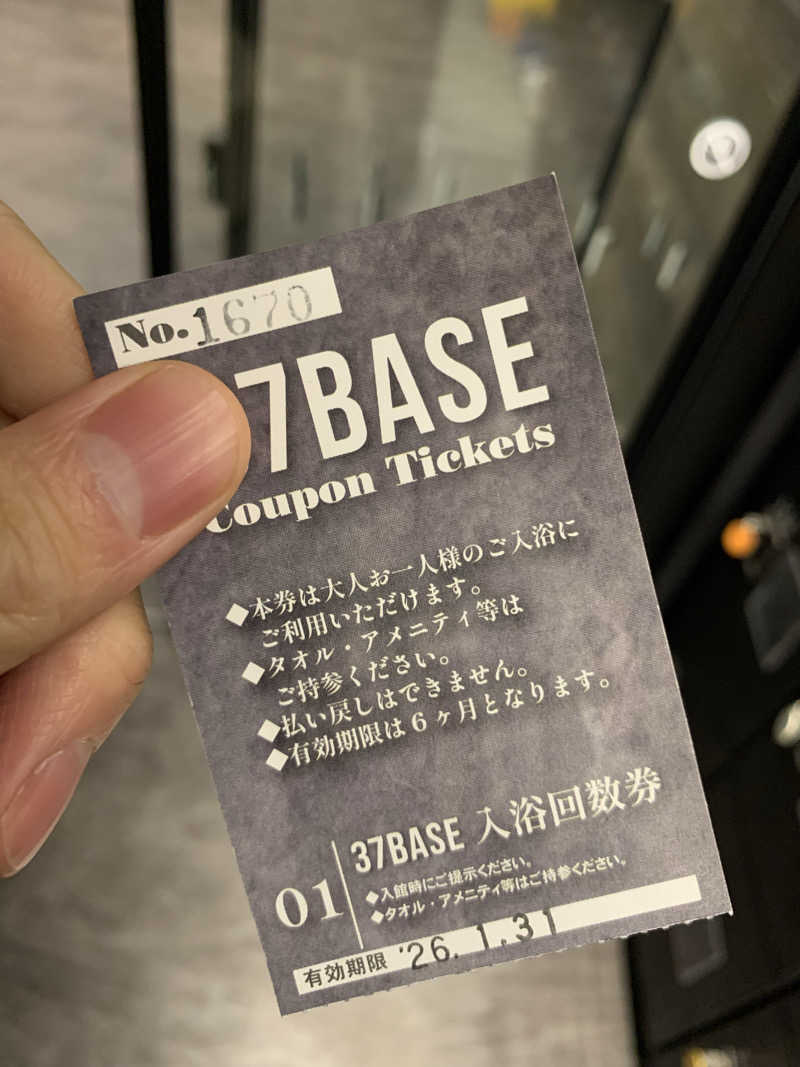 No.1670
37BASE
Coupon Tickets
◆本券は大人お一人様のご入浴に
ご利用いただけます。
◆タオル・アメニティ等は
ご持参ください。
◆払い戻しはできません。
◆有効期限は6ヶ月となります。
01
37BASE 入浴回数券
◆入館時にご提示ください。
◆タオル・アメニティ等はご持参ください。
有効期限 '26.1.31